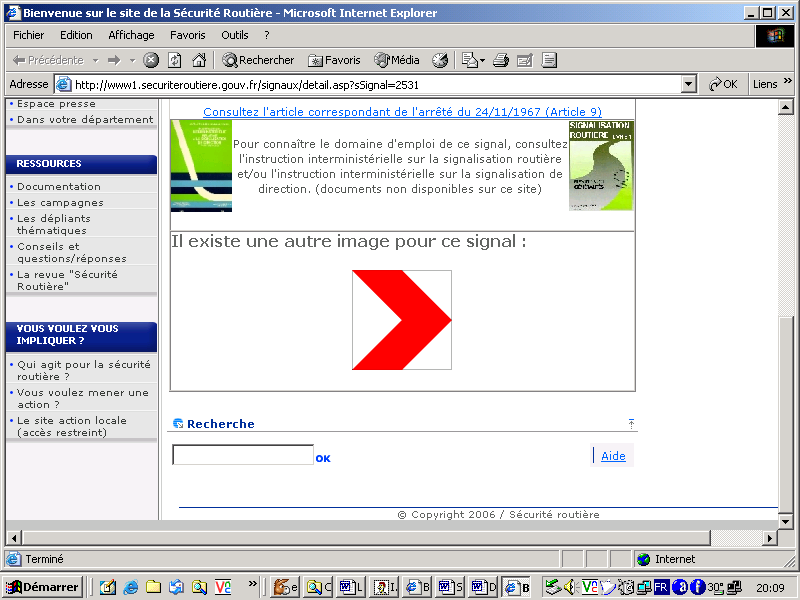 Bienvenue sur le site de la Sécurité Routière - Microsoft Internet Explorer
Fichier Edition Affichage Favoris Outils ?
Précédente Rechercher Favoris Média
Adresse http://www1.securiteroutiere.gouv.fr/signaux/detail.asp?sSignal=2531 OK Liens »
• Espace presse
• Dans votre département
RESSOURCES
• Documentation
• Les campagnes
• Les dépliants
thématiques
• Conseils et
questions/réponses
• La revue "Sécurité
Routière"
VOUS VOULEZ VOUS
IMPLIQUER ?
• Qui agit pour la sécurité
routière ?
• Vous voulez mener une
action ?
• Le site action locale
(accès restreint)
Consultez l'article correspondant de l'arrêté du 24/11/1967 (Article 9)
Pour connaître le domaine d'emploi de ce signal, consultez
l'instruction interministérielle sur la signalisation routière
et/ou l'instruction interministérielle sur la signalisation de
direction. (documents non disponibles sur ce site)
SIGNALISATION
ROUTIERE
Il existe une autre image pour ce signal :
Recherche
OK
Aide
© Copyright 2006 / Sécurité routière
Terminé Internet
Démarrer » e C L I. B S D B FR 30° 20:09